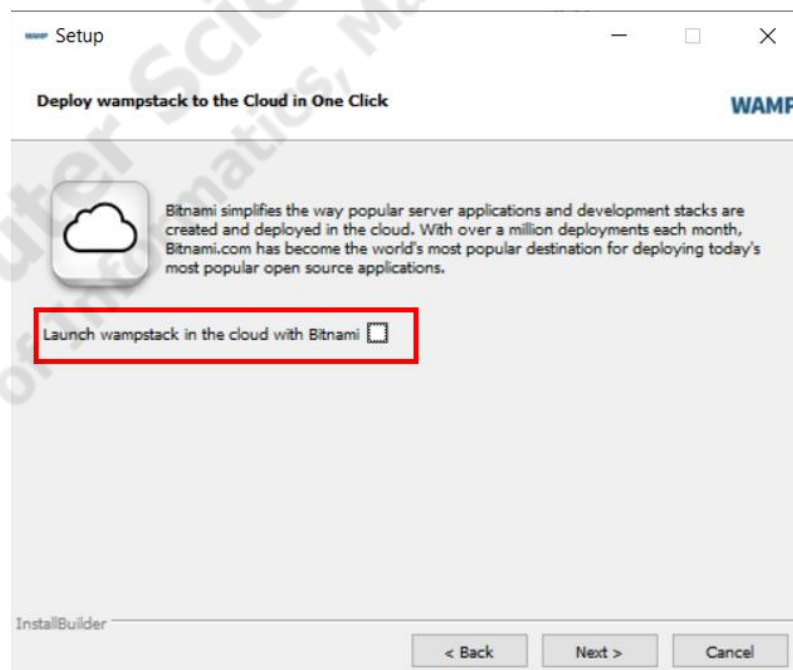 Setup
Deploy wampstack to the Cloud in One Click
WAMP
Bitnami simplifies the way popular server applications and development stacks are
created and deployed in the cloud. With over a million deployments each month,
Bitnami.com has become the world's most popular destination for deploying today's
most popular open source applications.
Launch wampstack in the cloud with Bitnami
InstallBuilder
< Back
Next >
Cancel